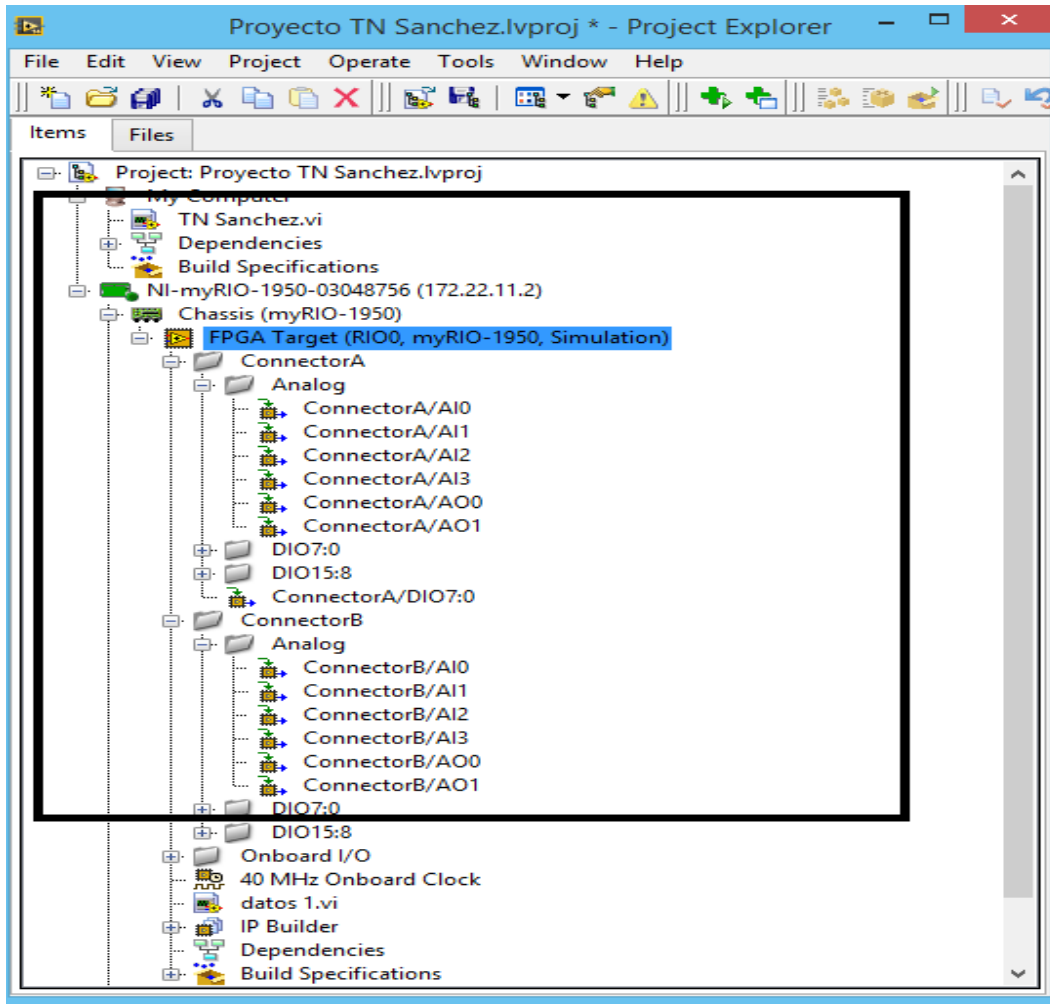 Proyecto TN Sanchez.lvproj * - Project Explorer
File Edit View Project Operate Tools Window Help
Items Files
Project: Proyecto TN Sanchez.lvproj
My Computer
TN Sanchez.vi
Dependencies
Build Specifications
NI-myRIO-1950-03048756 (172.22.11.2)
Chassis (myRIO-1950)
FPGA Target (RIO0, myRIO-1950, Simulation)
ConnectorA
Analog
ConnectorA/AI0
ConnectorA/AI1
ConnectorA/AI2
ConnectorA/AI3
ConnectorA/AO0
ConnectorA/AO1
DIO7:0
DIO15:8
ConnectorA/DIO7:0
ConnectorB
Analog
ConnectorB/AI0
ConnectorB/AI1
ConnectorB/AI2
ConnectorB/AI3
ConnectorB/AO0
ConnectorB/AO1
DIO7:0
DIO15:8
Onboard I/O
40 MHz Onboard Clock
datos 1.vi
IP Builder
Dependencies
Build Specifications